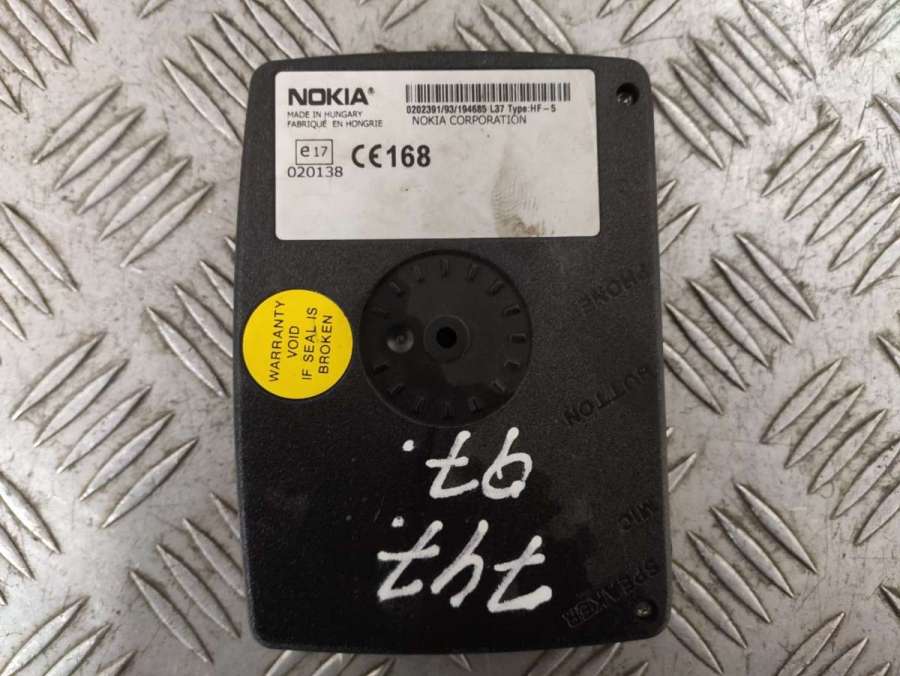 NOKIA®
MADE IN HUNGARY
FABRIQUÉ EN HONGRIE
0202391/93/194685 L37 Type:HF-5
NOKIA CORPORATION
e17
020138
CE168
WARRANTY
VOID
IF SEAL IS
BROKEN
PHONE
BUTTON
MIC
SPEAKER
747.
97.